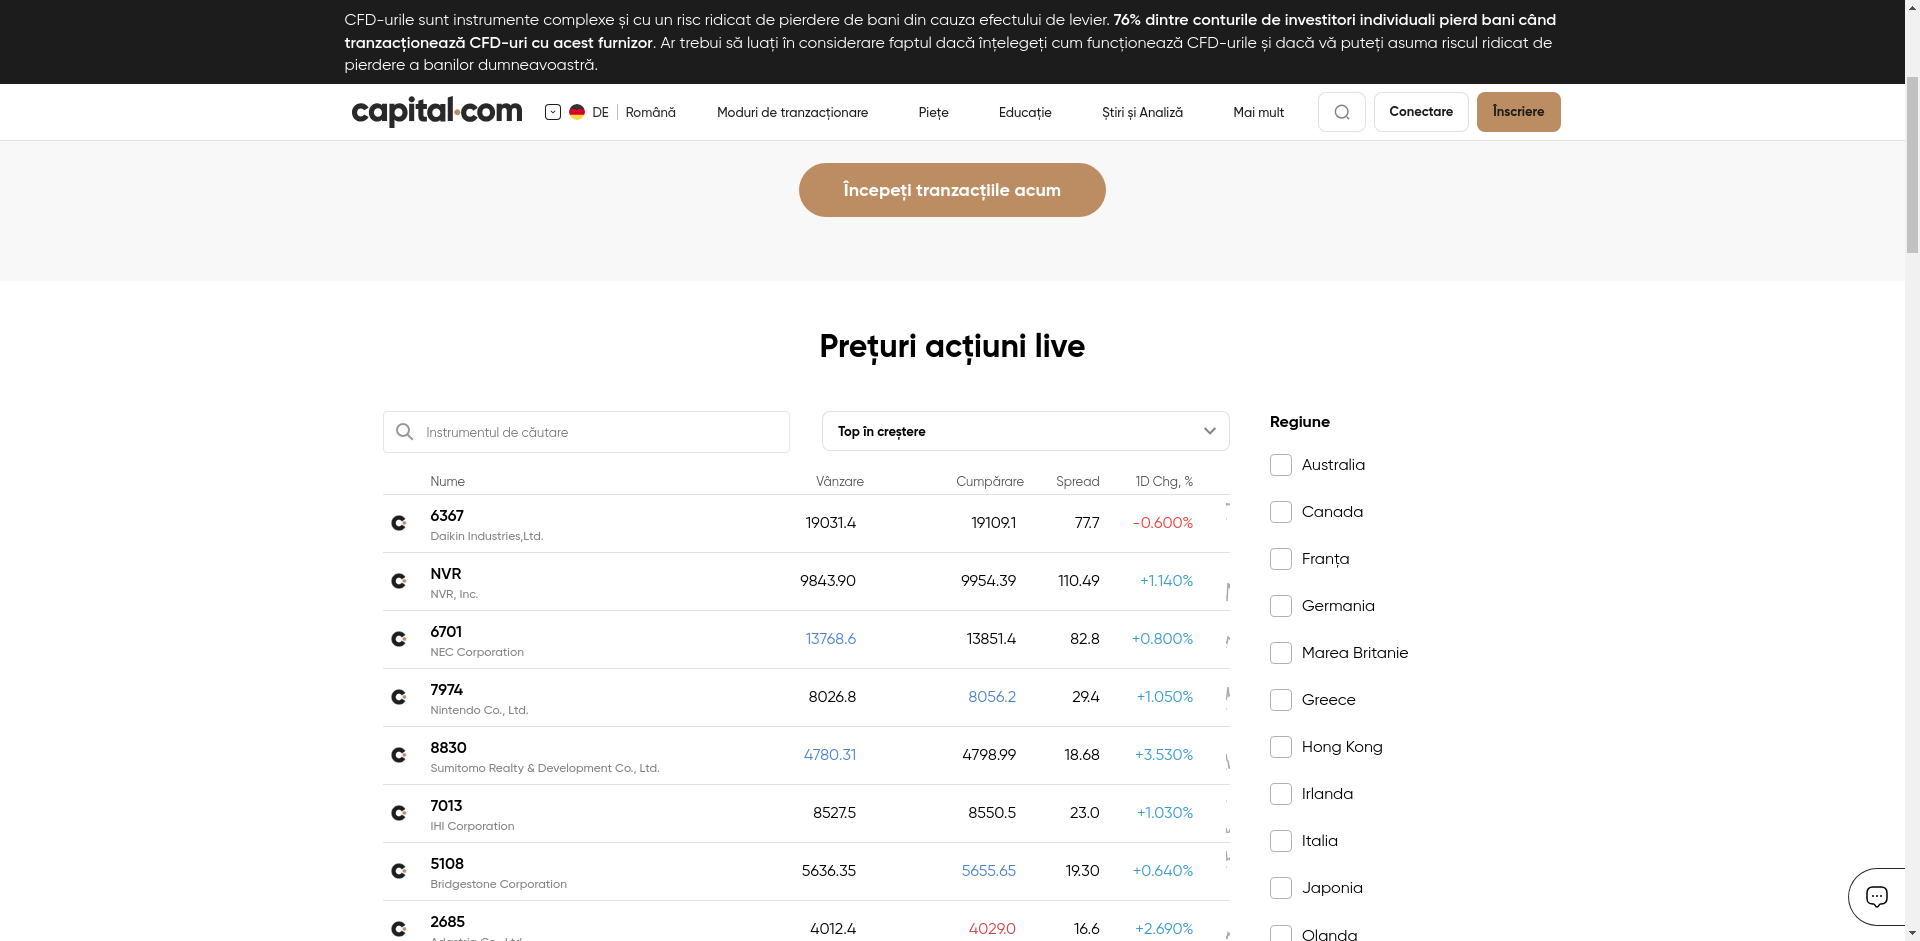 CFD-urile sunt instrumente complexe și cu un risc ridicat de pierdere de bani din cauza efectului de levier. 76% dintre conturile de investitori individuali pierd bani când
tranzacționează CFD-uri cu acest furnizor. Ar trebui să luați în considerare faptul dacă înțelegeți cum funcționează CFD-urile și dacă vă puteți asuma riscul ridicat de
pierdere a banilor dumneavoastră.
capital.com DE Română Moduri de tranzacționare Piețe Educație Știri și Analiză Mai mult Conectare Înscriere
Începeți tranzacțiile acum
Prețuri acțiuni live
Instrumentul de căutare Top în creștere Regiune
Australia
Nume Vânzare Cumpărare Spread 1D Chg, %
6367 19031.4 19109.1 77.7 -0.600% Canada
Daikin Industries,Ltd.
NVR 9843.90 9954.39 110.49 +1.140% Franța
NVR, Inc.
Germania
6701 13768.6 13851.4 82.8 +0.800%
NEC Corporation Marea Britanie
7974 8026.8 8056.2 29.4 +1.050% Greece
Nintendo Co., Ltd.
8830 4780.31 4798.99 18.68 +3.530% Hong Kong
Sumitomo Realty & Development Co., Ltd.
Irlanda
7013 8527.5 8550.5 23.0 +1.030%
IHI Corporation Italia
5108 5636.35 5655.65 19.30 +0.640% Japonia
Bridgestone Corporation
2685 4012.4 4029.0 16.6 +2.690% Olanda